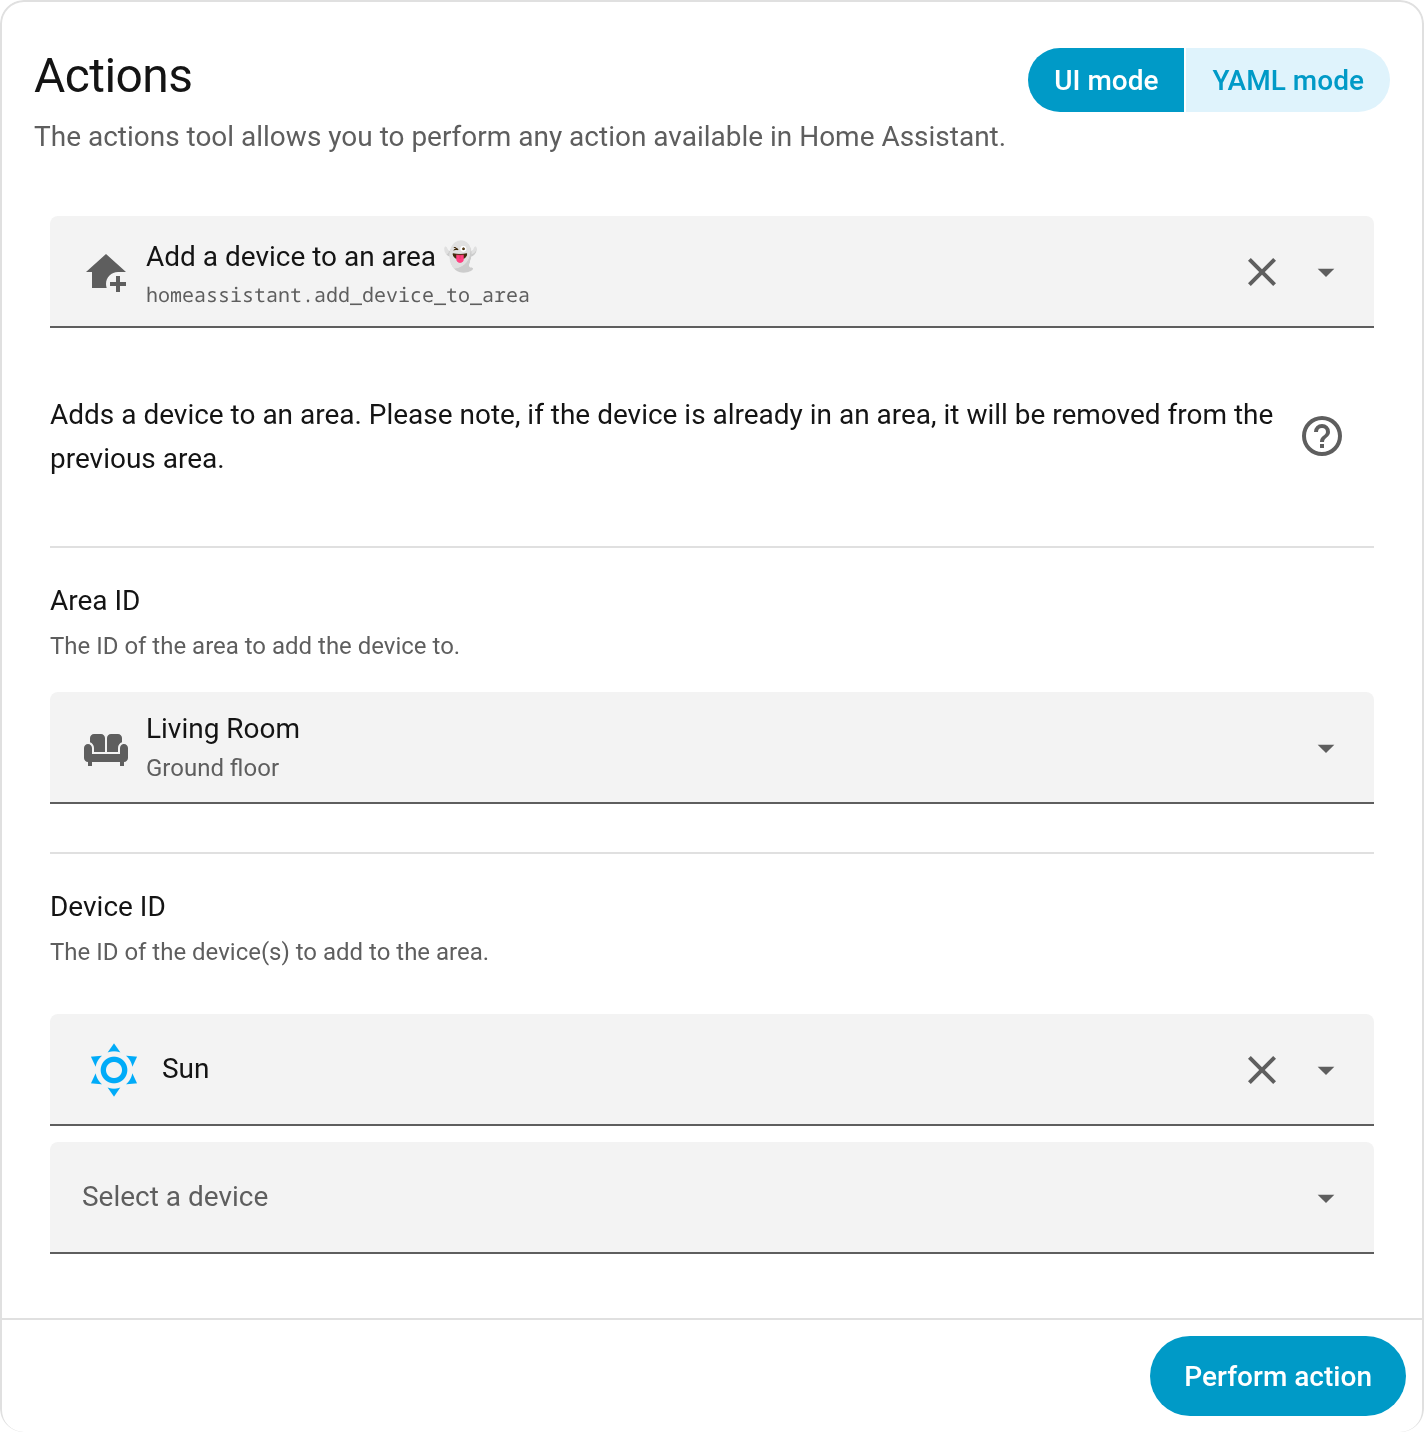 Actions
UI mode
YAML mode
The actions tool allows you to perform any action available in Home Assistant.
Add a device to an area 👻
homeassistant.add_device_to_area
Adds a device to an area. Please note, if the device is already in an area, it will be removed from the
previous area.
Area ID
The ID of the area to add the device to.
Living Room
Ground floor
Device ID
The ID of the device(s) to add to the area.
Sun
Select a device
Perform action